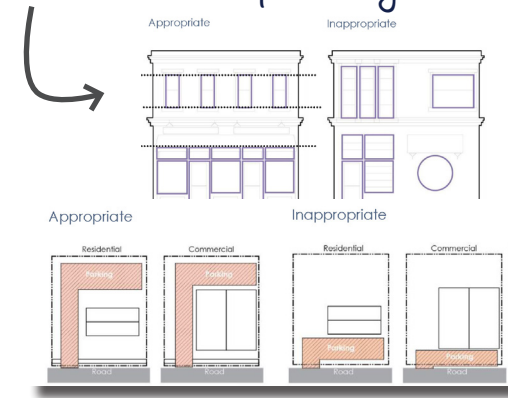 Appropriate
Inappropriate
Appropriate
Inappropriate
Residential
Commercial
Residential
Commercial
Parking
Parking
Parking
Parking
Road
Road
Road
Road